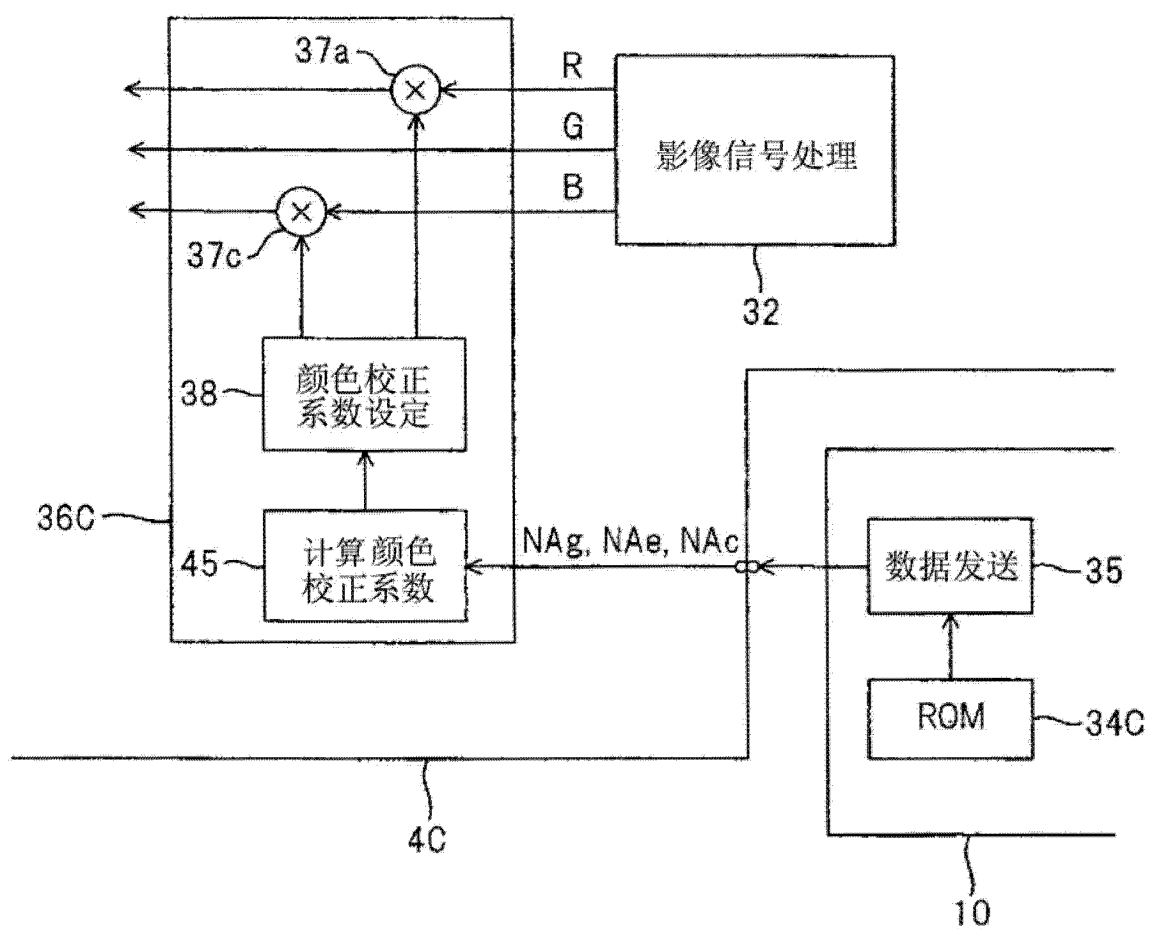 37a
R
G
B
影像信号处理
37c
32
38
颜色校正
系数设定
36C
45
计算颜色
校正系数
NAg, NAe, NAc
数据发送
35
ROM
34C
4C
10